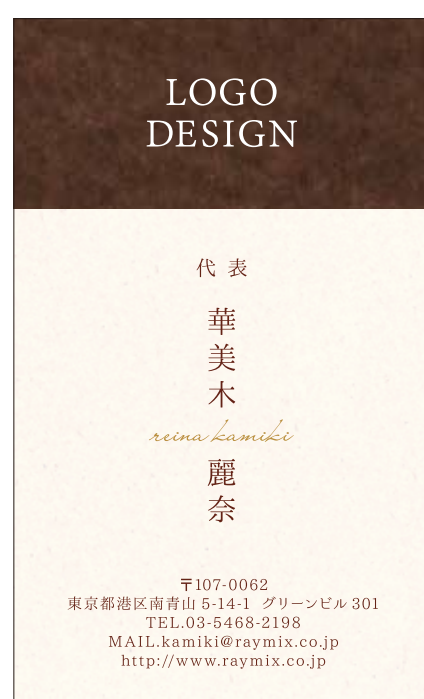 LOGO
DESIGN
代表
華美木
reina kamiki
麗奈
〒107-0062
東京都港区南青山 5-14-1 グリーンビル 301
TEL.03-5468-2198
MAIL.kamiki@raymix.co.jp
http://www.raymix.co.jp